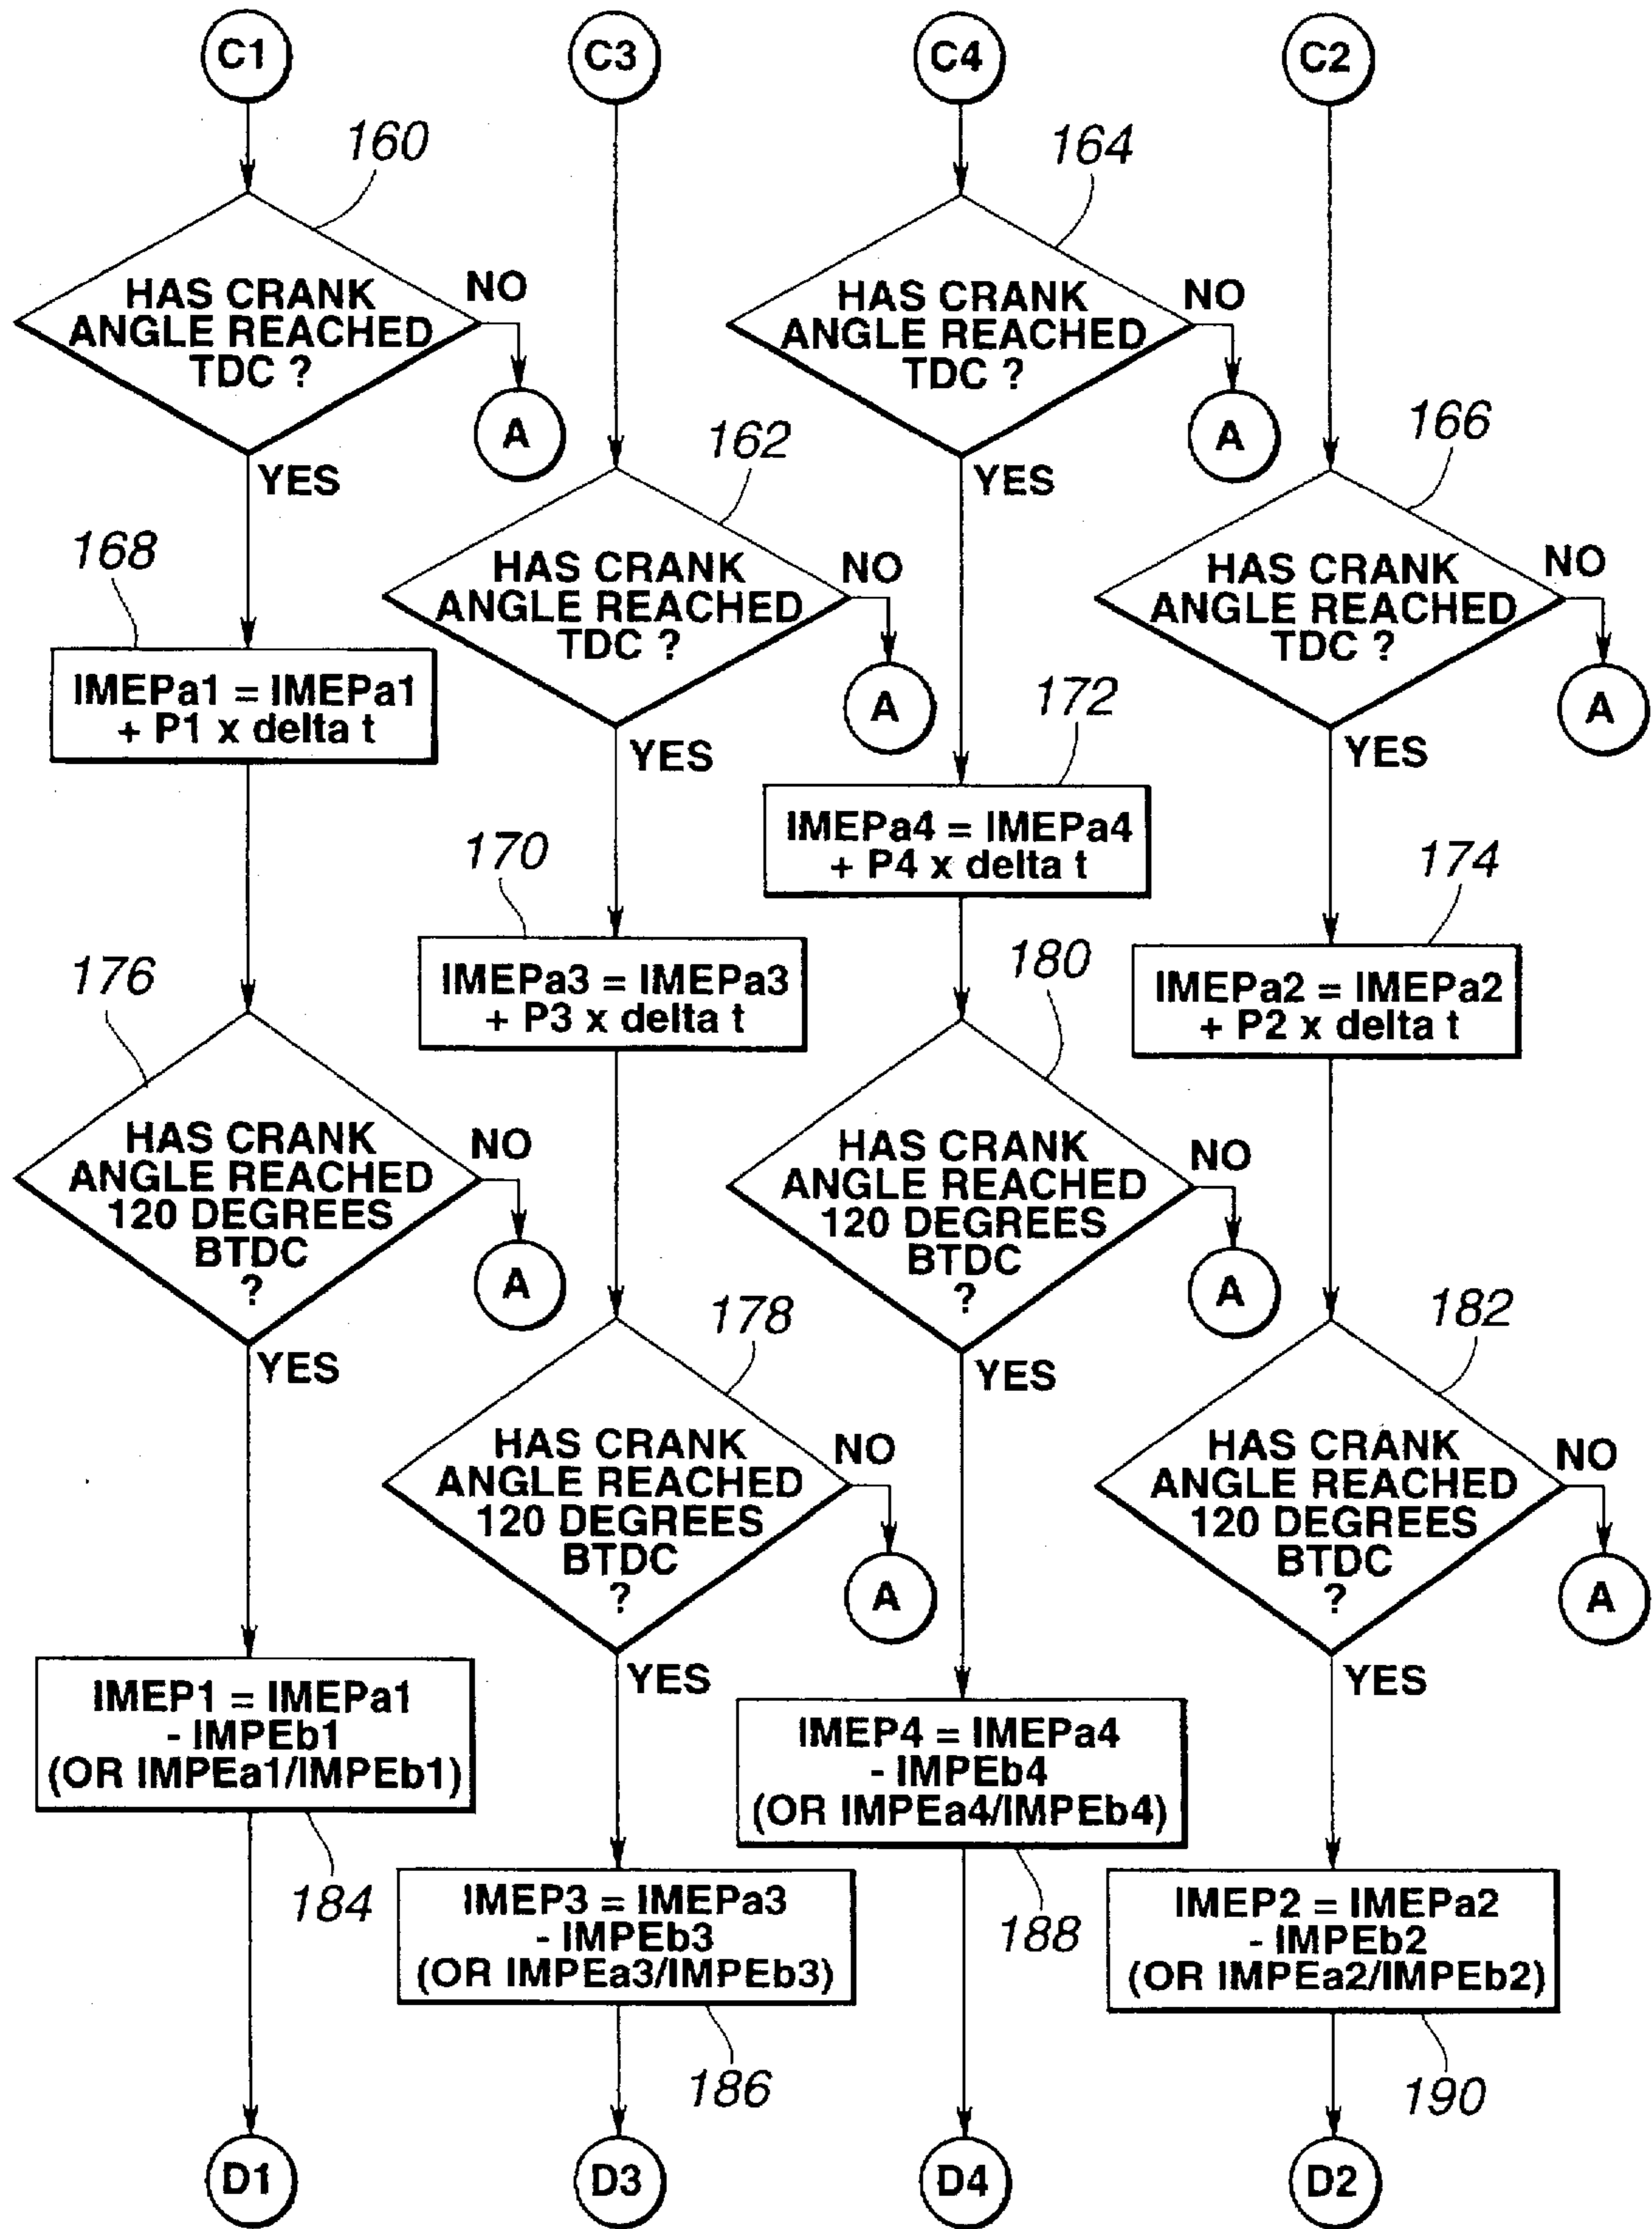 C1
C3
C4
C2
160
164
HAS CRANK
ANGLE REACHED
TDC ?
NO
A
YES
HAS CRANK
ANGLE REACHED
TDC ?
NO
A
YES
162
166
HAS CRANK
ANGLE REACHED
TDC ?
NO
A
YES
HAS CRANK
ANGLE REACHED
TDC ?
NO
A
YES
168
IMEPa1 = IMEPa1
+ P1 x delta t
172
IMEPa4 = IMEPa4
+ P4 x delta t
170
IMEPa3 = IMEPa3
+ P3 x delta t
174
IMEPa2 = IMEPa2
+ P2 x delta t
176
HAS CRANK
ANGLE REACHED
120 DEGREES
BTDC
?
NO
A
YES
180
HAS CRANK
ANGLE REACHED
120 DEGREES
BTDC
?
NO
A
YES
178
HAS CRANK
ANGLE REACHED
120 DEGREES
BTDC
?
NO
A
YES
182
HAS CRANK
ANGLE REACHED
120 DEGREES
BTDC
?
NO
A
YES
IMEP1 = IMEPa1
- IMPEb1
(OR IMPEa1/IMPEb1)
184
IMEP4 = IMEPa4
- IMPEb4
(OR IMPEa4/IMPEb4)
188
IMEP3 = IMEPa3
- IMPEb3
(OR IMPEa3/IMPEb3)
186
IMEP2 = IMEPa2
- IMPEb2
(OR IMPEa2/IMPEb2)
190
D1
D3
D4
D2